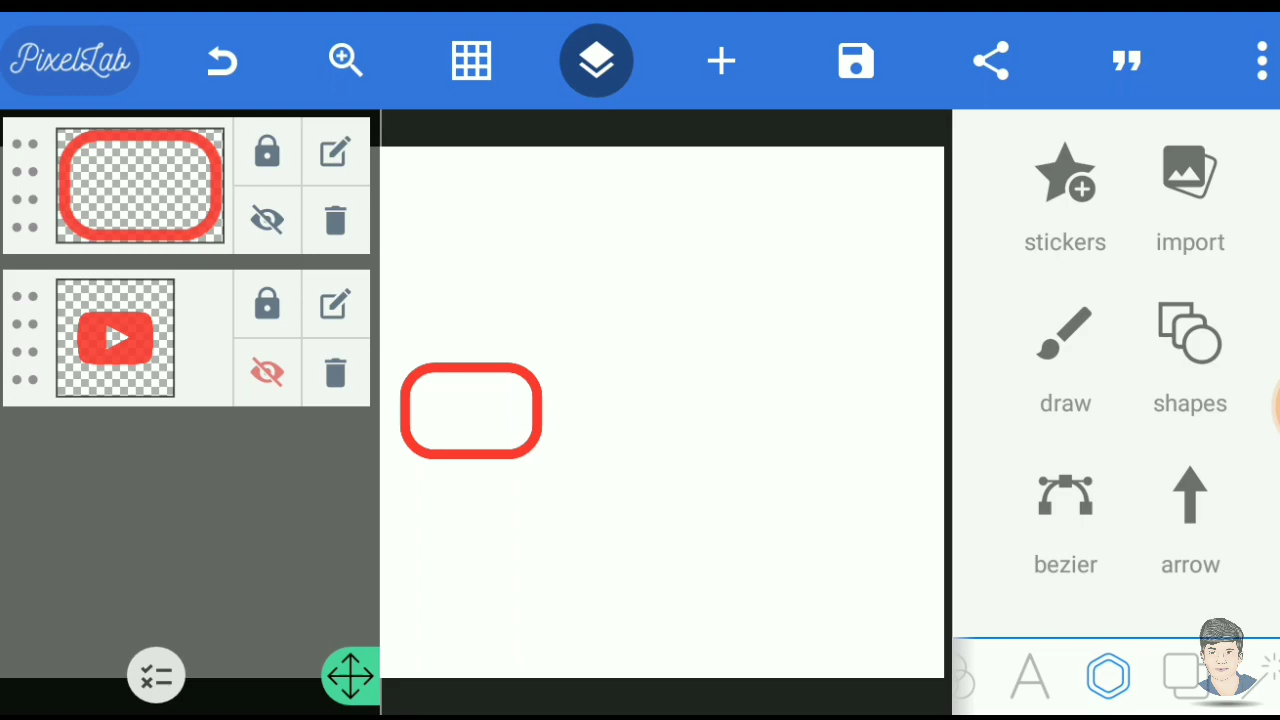 PixelLab
stickers
import
draw
shapes
bezier
arrow